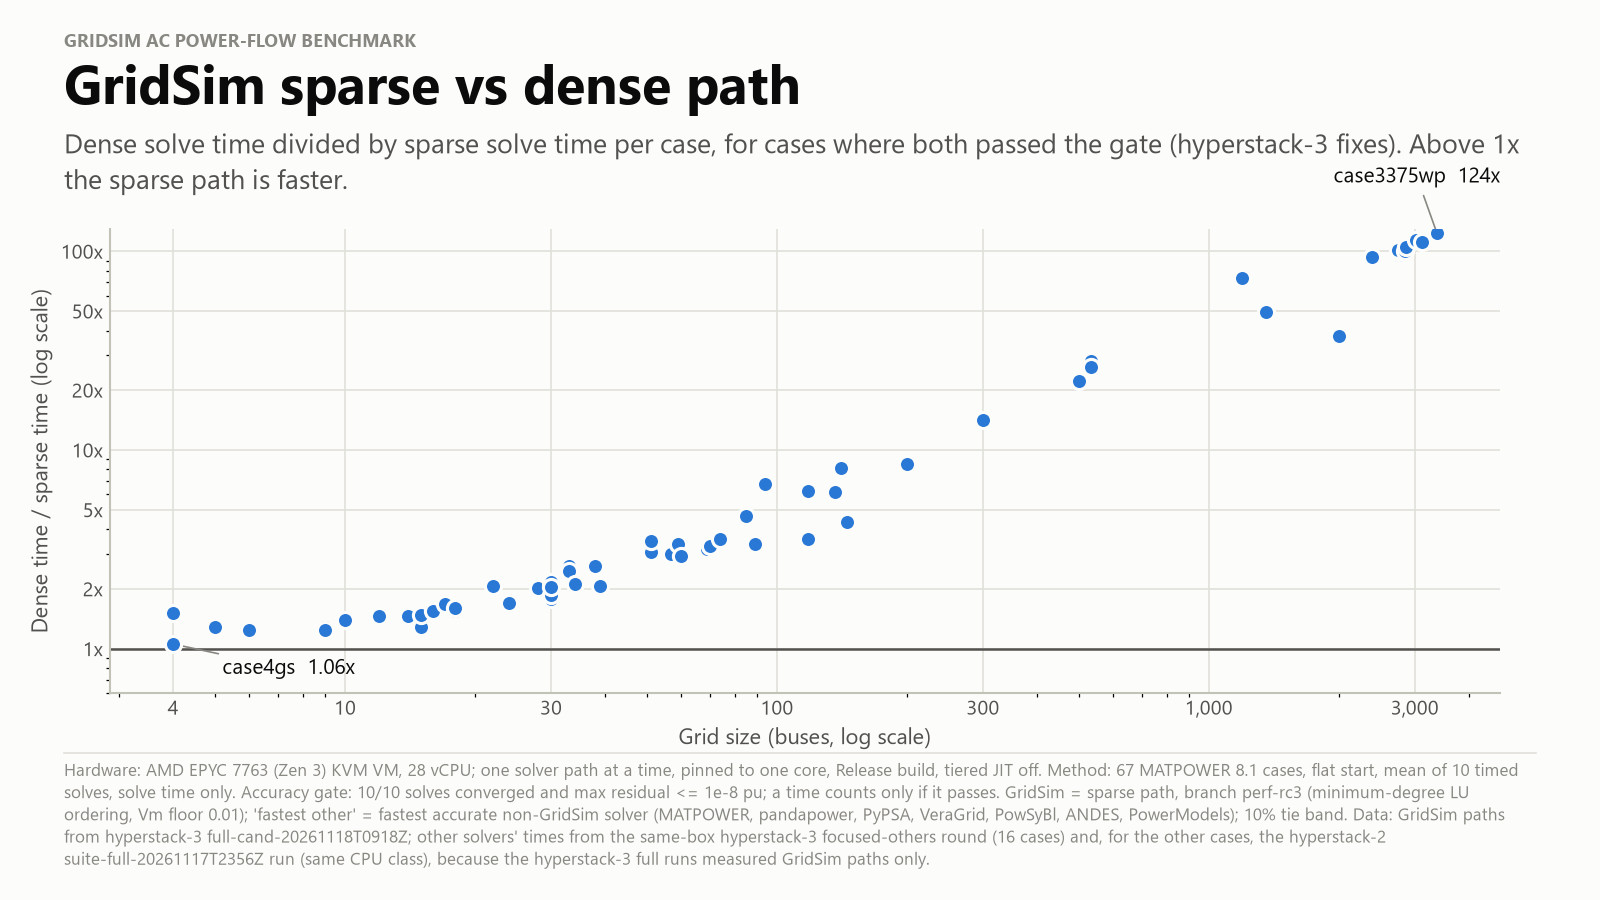 GRIDSIM AC POWER-FLOW BENCHMARK
GridSim sparse vs dense path
Dense solve time divided by sparse solve time per case, for cases where both passed the gate (hyperstack-3 fixes). Above 1x
the sparse path is faster.
case3375wp 124x
100x
50x
20x
10x
5x
2x
1x
Dense time / sparse time (log scale)
case4gs 1.06x
4
10
30
100
300
1,000
3,000
Grid size (buses, log scale)
Hardware: AMD EPYC 7763 (Zen 3) KVM VM, 28 vCPU; one solver path at a time, pinned to one core, Release build, tiered JIT off. Method: 67 MATPOWER 8.1 cases, flat start, mean of 10 timed
solves, solve time only. Accuracy gate: 10/10 solves converged and max residual <= 1e-8 pu; a time counts only if it passes. GridSim = sparse path, branch perf-rc3 (minimum-degree LU
ordering, Vm floor 0.01); 'fastest other' = fastest accurate non-GridSim solver (MATPOWER, pandapower, PyPSA, VeraGrid, PowSyBl, ANDES, PowerModels); 10% tie band. Data: GridSim paths
from hyperstack-3 full-cand-20261118T0918Z; other solvers' times from the same-box hyperstack-3 focused-others round (16 cases) and, for the other cases, the hyperstack-2
suite-full-20261117T2356Z run (same CPU class), because the hyperstack-3 full runs measured GridSim paths only.